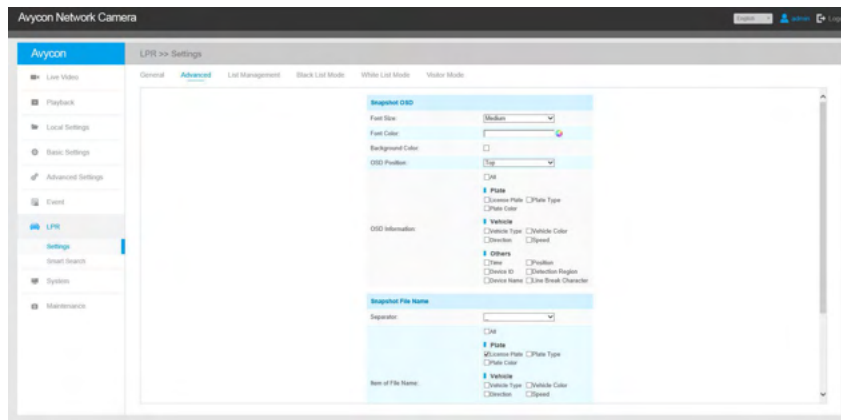 Avycon Network Camera
English admin
Avycon
LPR >> Settings
Live Video
General Advanced List Management Black List Mode White List Mode Visitor Mode
Playback
Local Settings
Basic Settings
Advanced Settings
Event
LPR
Settings
Smart Search
System
Maintenance
Snapshot OSD
Font Size: Medium
Font Color:
Background Color:
OSD Position: Top
All
Plate
License Plate Plate Type
Plate Color
OSD Information:
Vehicle
Vehicle Type Vehicle Color
Direction Speed
Others
Time Position
Device ID Detection Region
Device Name Line Break Character
Snapshot File Name
Separator: _
All
Plate
License Plate Plate Type
Plate Color
Item of File Name:
Vehicle
Vehicle Type Vehicle Color
Direction Speed